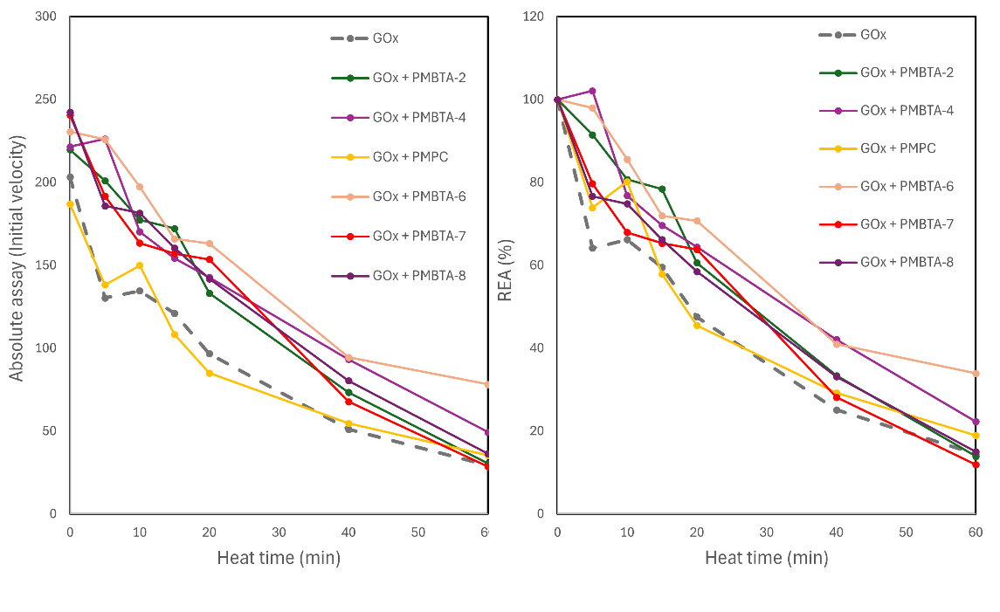 300
250
200
150
100
50
0
Absolute assay (Initial velocity)
0 10 20 30 40 50 60
Heat time (min)
GOx
GOx + PMBTA-2
GOx + PMBTA-4
GOx + PMPC
GOx + PMBTA-6
GOx + PMBTA-7
GOx + PMBTA-8
120
100
80
60
40
20
0
REA (%)
0 10 20 30 40 50 60
Heat time (min)
GOx
GOx + PMBTA-2
GOx + PMBTA-4
GOx + PMPC
GOx + PMBTA-6
GOx + PMBTA-7
GOx + PMBTA-8